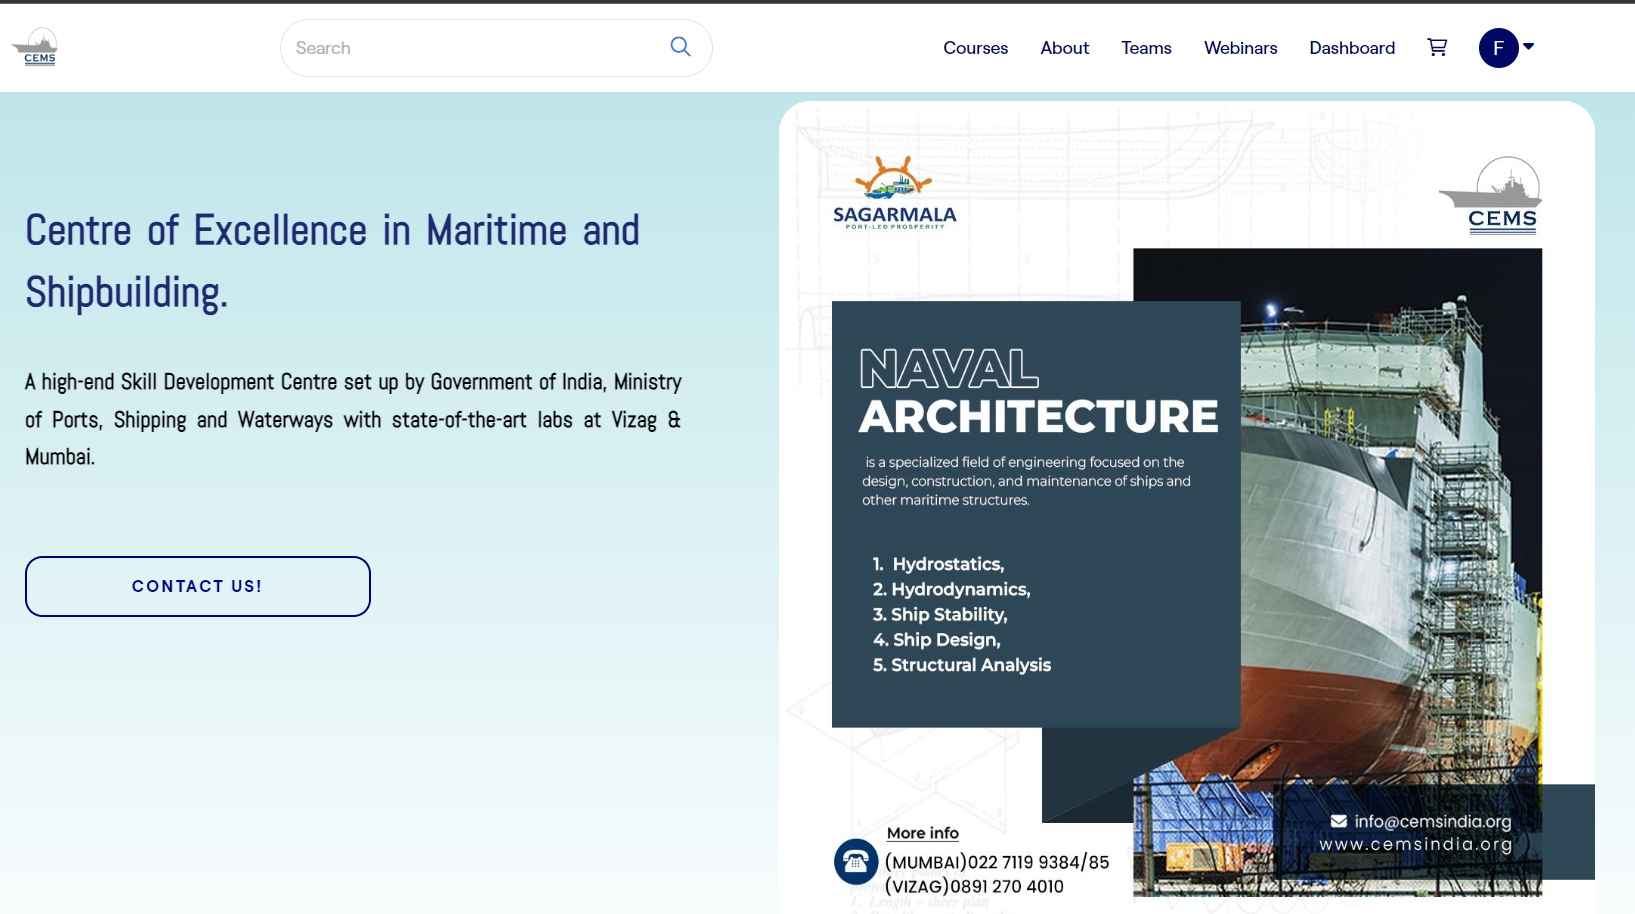 CEMS
Search
Courses
About
Teams
Webinars
Dashboard
F
Centre of Excellence in Maritime and
Shipbuilding.
A high-end Skill Development Centre set up by Government of India, Ministry
of Ports, Shipping and Waterways with state-of-the-art labs at Vizag &
Mumbai.
CONTACT US!
SAGARMALA
PORT-LED PROSPERITY
CEMS
NAVAL
ARCHITECTURE
is a specialized field of engineering focused on the
design, construction, and maintenance of ships and
other maritime structures.
1. Hydrostatics,
2. Hydrodynamics,
3. Ship Stability,
4. Ship Design,
5. Structural Analysis
More info
(MUMBAI)022 7119 9384/85
(VIZAG)0891 270 4010
info@cemsindia.org
www.cemsindia.org
1. Length – sheer plan